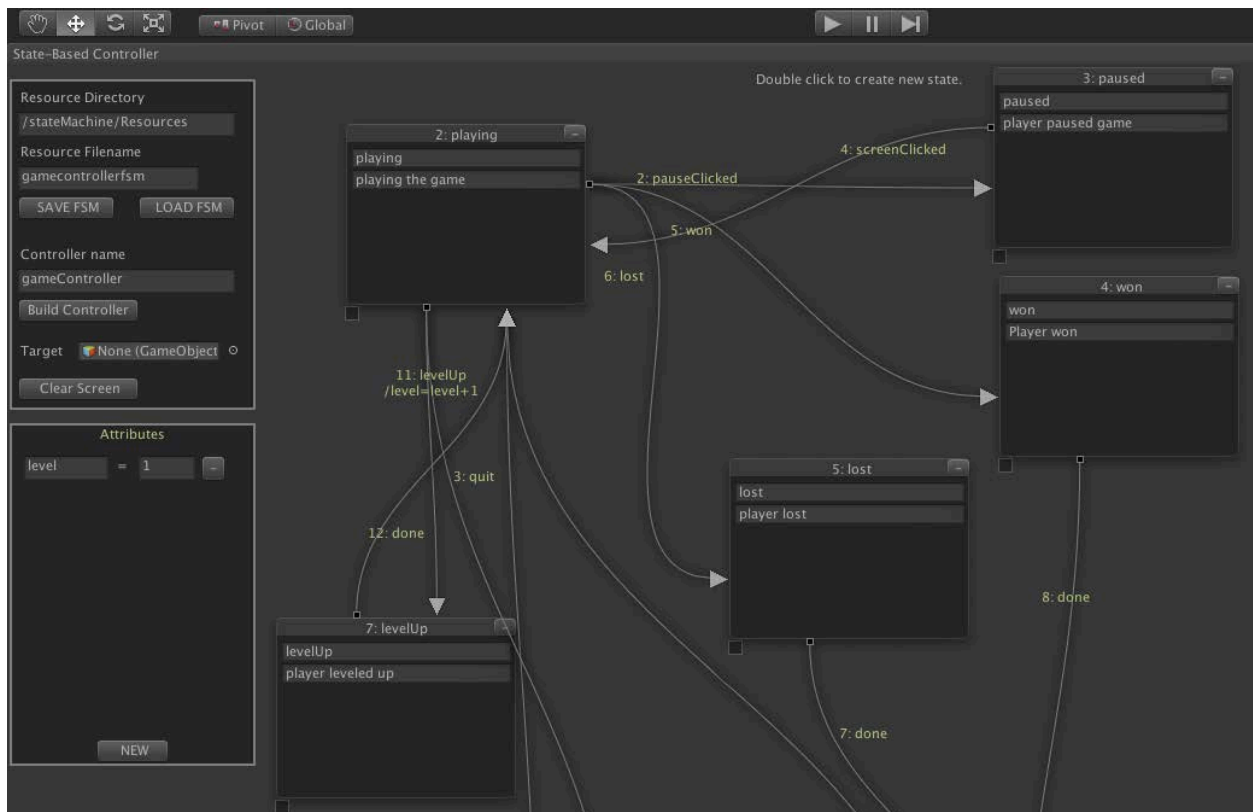 Pivot
Global
State-Based Controller
Resource Directory
/stateMachine/Resources
Resource Filename
gamecontrollerfsm
SAVE FSM
LOAD FSM
Controller name
gameController
Build Controller
Target
None (GameObject
Clear Screen
Attributes
level = 1 -
NEW
Double click to create new state.
2: playing
playing
playing the game
3: paused
paused
player paused game
4: screenClicked
2: pauseClicked
5: won
6: lost
4: won
won
Player won
11: levelUp
/level=level+1
3: quit
12: done
5: lost
lost
player lost
8: done
7: done
7: levelUp
levelUp
player leveled up